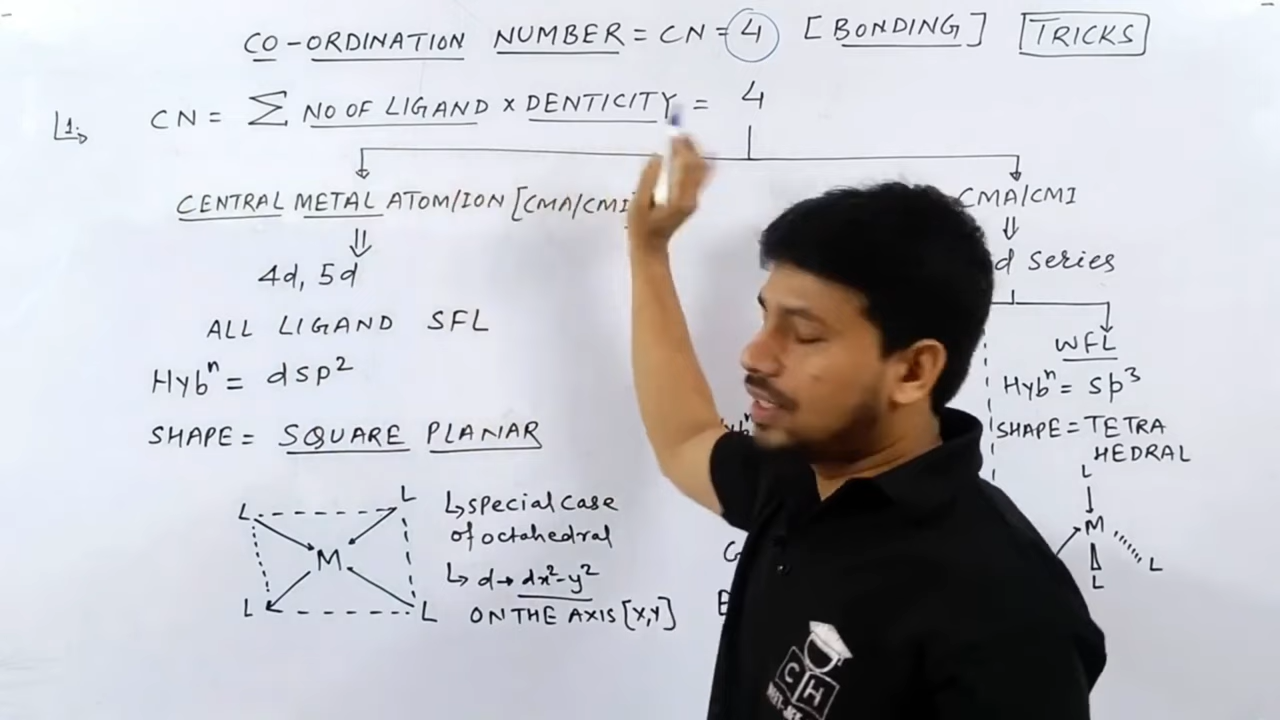 CO-ORDINATION NUMBER = CN = 4 [BONDING] TRICKS
1. CN = Σ NO OF LIGAND × DENTICITY = 4
CENTRAL METAL ATOM/ION [CMA/CMI]
⇓
4d, 5d
ALL LIGAND SFL
Hybⁿ = dsp²
SHAPE = SQUARE PLANAR
L L
M
L L
↳ special case
of octahedral
↳ d → dx²-y²
ON THE AXIS [X,Y]
CMA/CMI
⇓
d series
WFL
Hybⁿ = sp³
SHAPE = TETRA
HEDRAL
L
M
L
L
C H